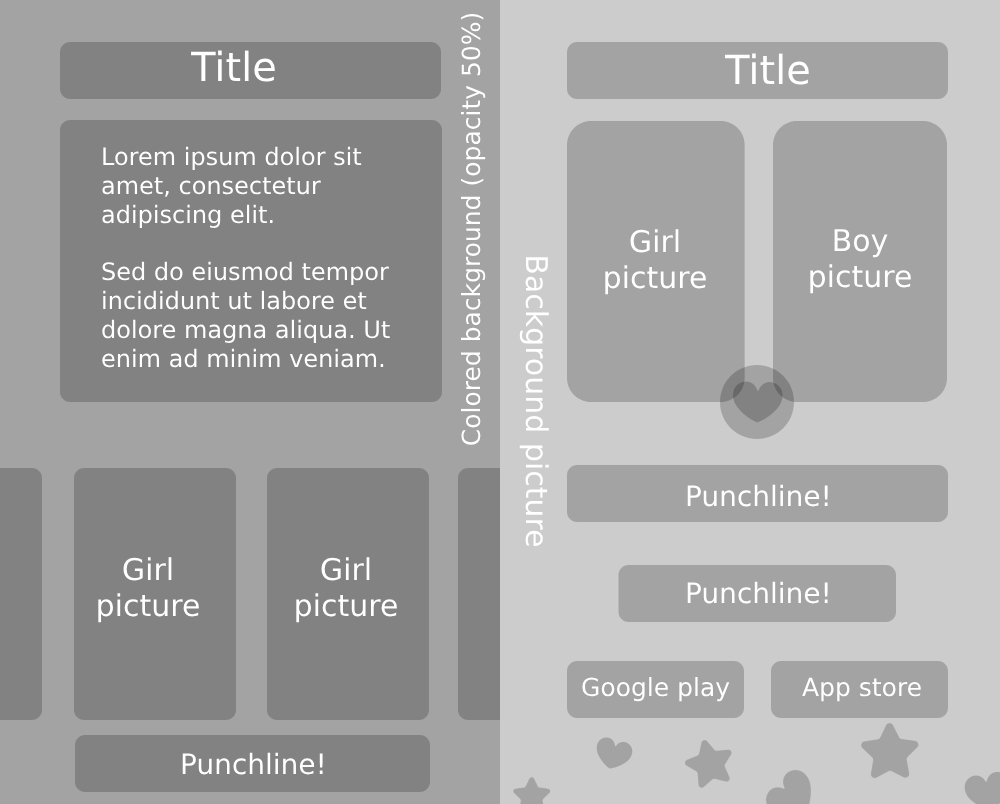 Title
Lorem ipsum dolor sit
amet, consectetur
adipiscing elit.
Sed do eiusmod tempor
incididunt ut labore et
dolore magna aliqua. Ut
enim ad minim veniam.
Colored background (opacity 50%)
Girl
picture
Girl
picture
Punchline!
Background picture
Title
Girl
picture
Boy
picture
Punchline!
Punchline!
Google play
App store